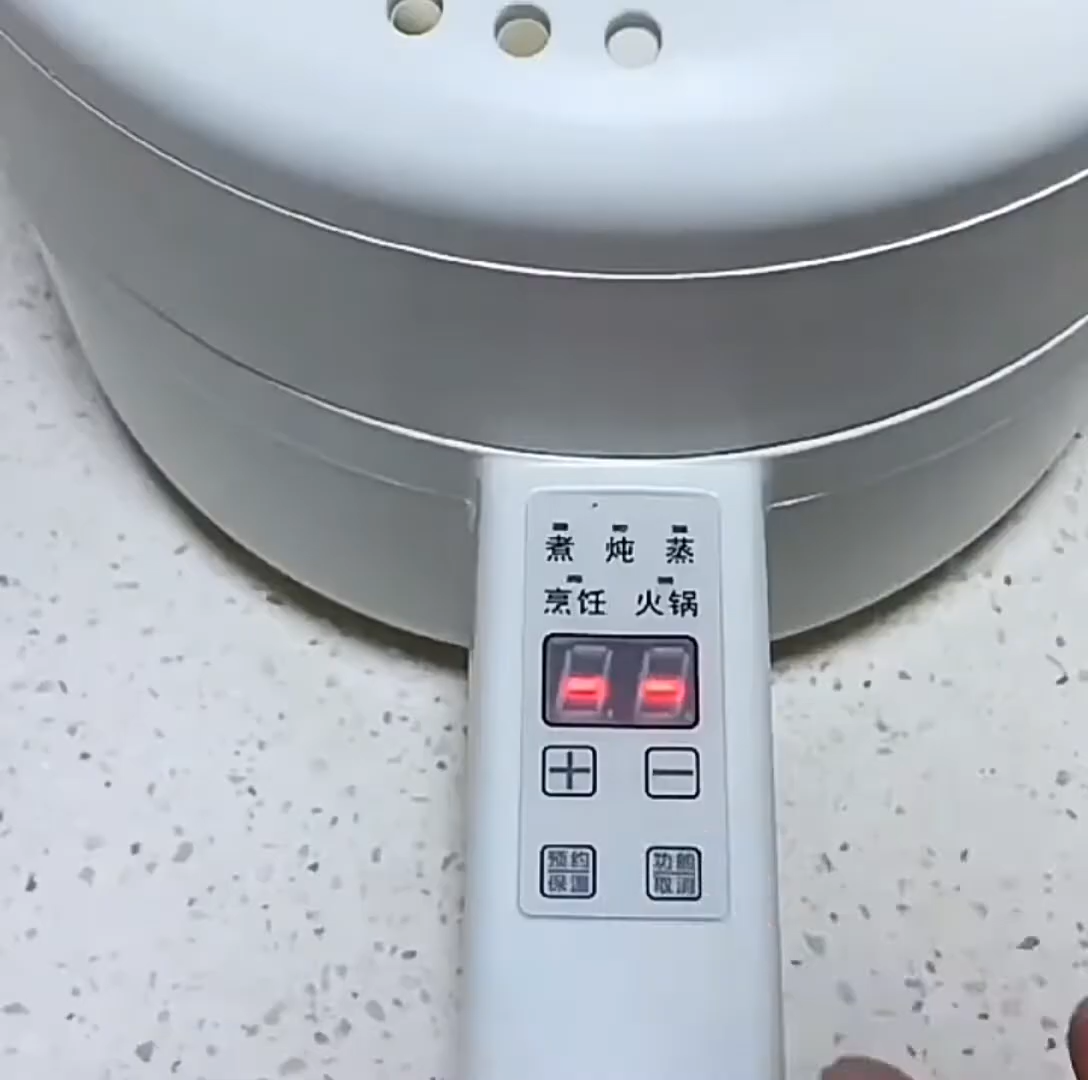 煮 炖 蒸
烹饪 火锅
--
+ −
预约 功能
保温 取消